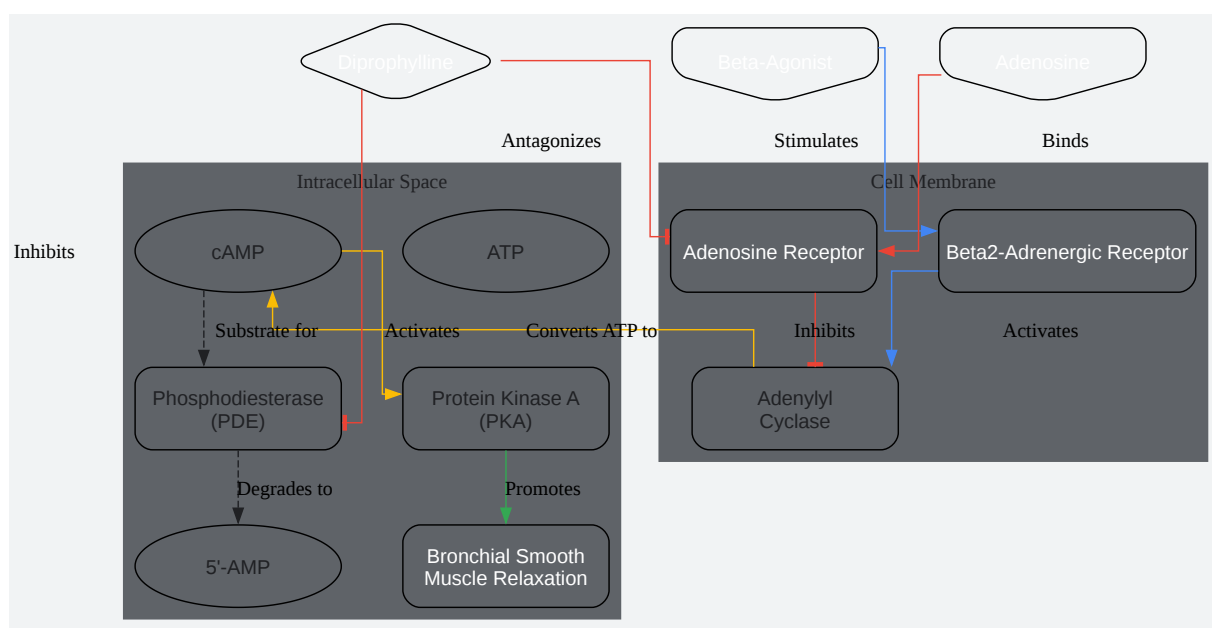 Diprophylline
Beta-Agonist
Adenosine
Antagonizes
Stimulates
Binds
Intracellular Space
Cell Membrane
Inhibits
cAMP
ATP
Adenosine Receptor
Beta2-Adrenergic Receptor
Substrate for
Activates
Converts ATP to
Inhibits
Activates
Phosphodiesterase
(PDE)
Protein Kinase A
(PKA)
Adenylyl
Cyclase
Degrades to
Promotes
5'-AMP
Bronchial Smooth
Muscle Relaxation